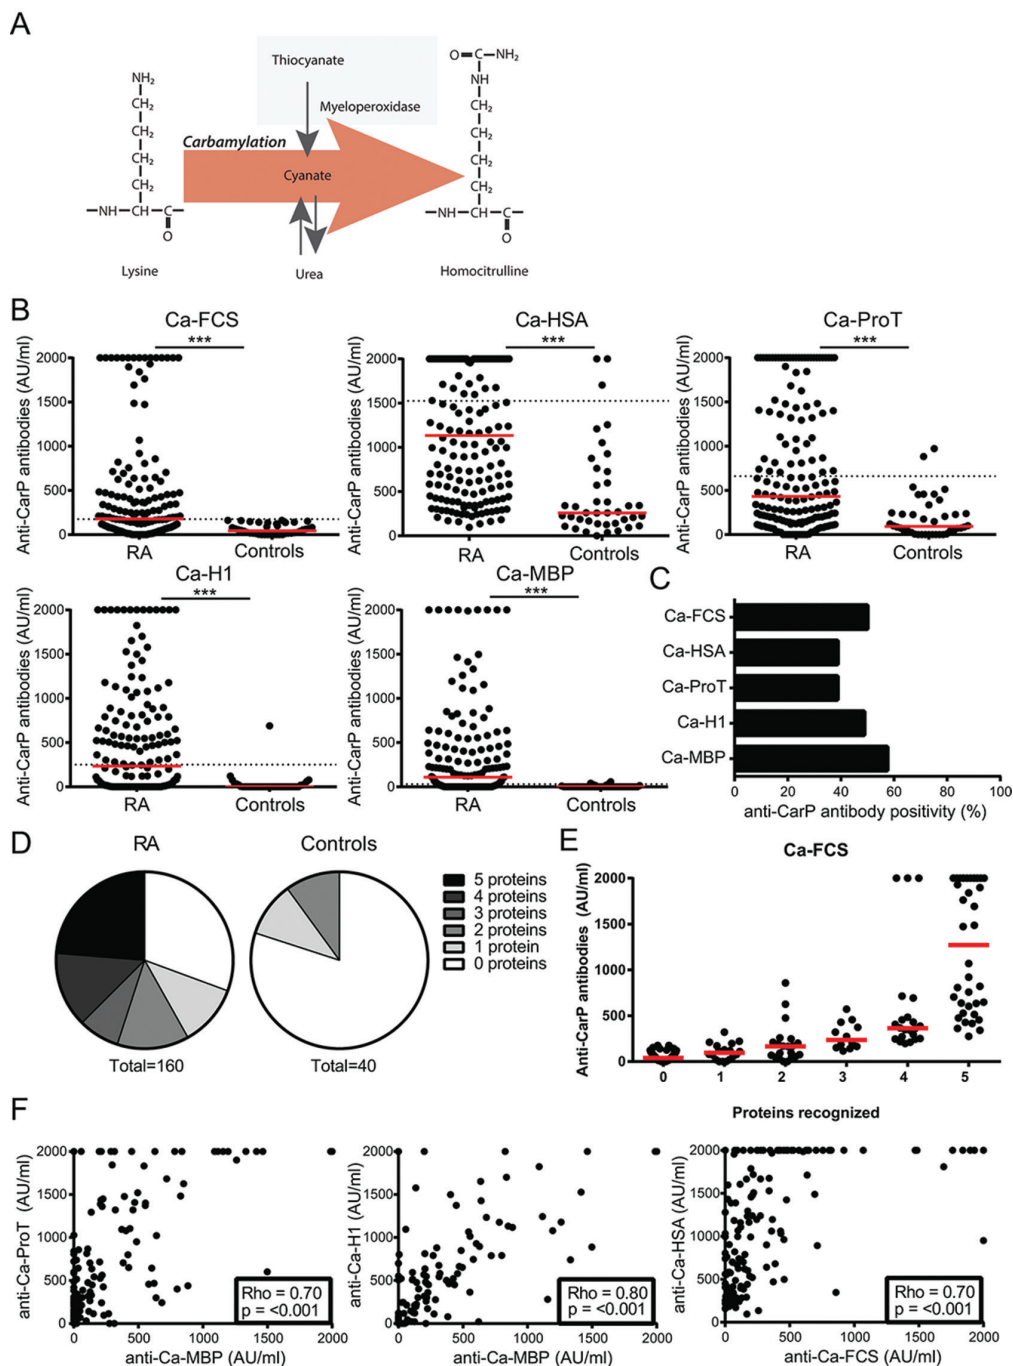 A
Thiocyanate
Myeloperoxidase
Carbamylation
Cyanate
Urea
NH₂
CH₂
CH₂
CH₂
CH₂
—NH—CH—C—
O
Lysine
O=C—NH₂
NH
CH₂
CH₂
CH₂
CH₂
—NH—CH—C—
O
Homocitrulline
B
Ca-FCS
***
Anti-CarP antibodies (AU/ml)
2000
1500
1000
500
0
RA
Controls
Ca-HSA
***
Anti-CarP antibodies (AU/ml)
2000
1500
1000
500
0
RA
Controls
Ca-ProT
***
Anti-CarP antibodies (AU/ml)
2000
1500
1000
500
0
RA
Controls
Ca-H1
***
Anti-CarP antibodies (AU/ml)
2000
1500
1000
500
0
RA
Controls
Ca-MBP
***
Anti-CarP antibodies (AU/ml)
2000
1500
1000
500
0
RA
Controls
C
Ca-FCS
Ca-HSA
Ca-ProT
Ca-H1
Ca-MBP
0 20 40 60 80 100
anti-CarP antibody positivity (%)
D
RA
Total=160
Controls
Total=40
5 proteins
4 proteins
3 proteins
2 proteins
1 protein
0 proteins
E
Ca-FCS
Anti-CarP antibodies (AU/ml)
2000
1500
1000
500
0
0 1 2 3 4 5
Proteins recognized
F
anti-Ca-ProT (AU/ml)
2000
1500
1000
500
0
Rho = 0.70
p = <0.001
0 500 1000 1500 2000
anti-Ca-MBP (AU/ml)
anti-Ca-H1 (AU/ml)
2000
1500
1000
500
0
Rho = 0.80
p = <0.001
0 500 1000 1500 2000
anti-Ca-MBP (AU/ml)
anti-Ca-HSA (AU/ml)
2000
1500
1000
500
0
Rho = 0.70
p = <0.001
0 500 1000 1500 2000
anti-Ca-FCS (AU/ml)